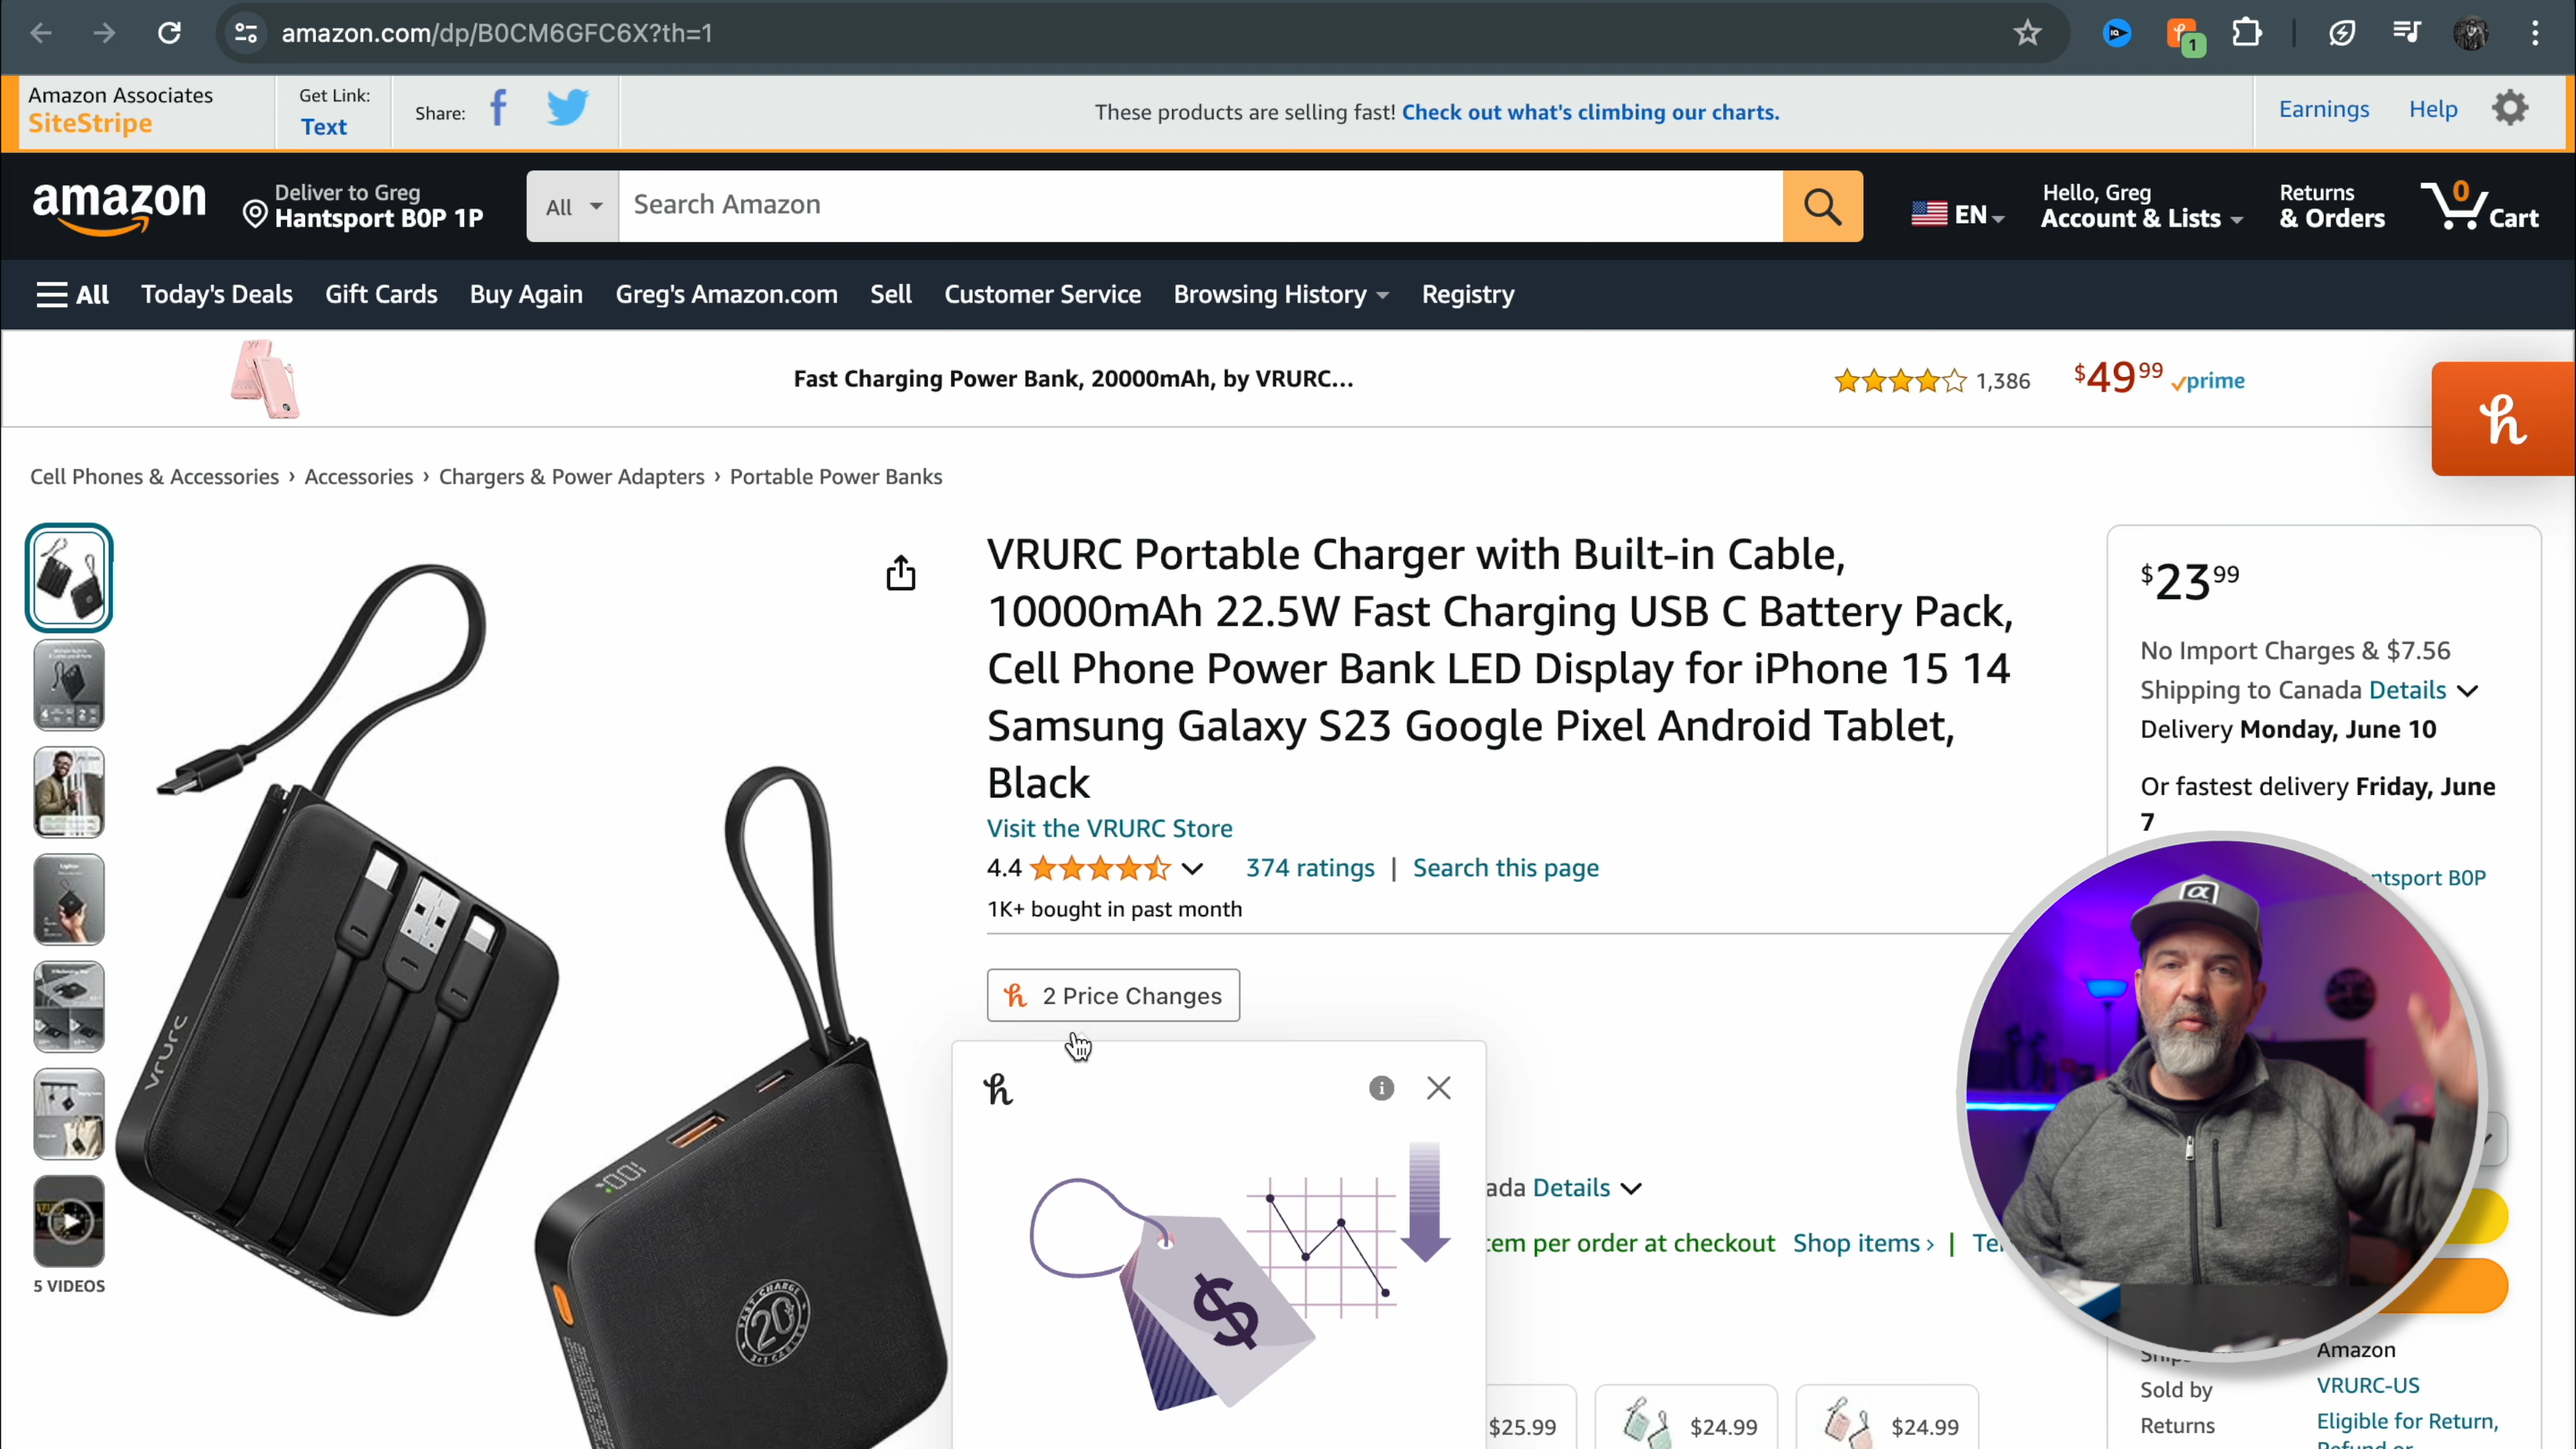 amazon.com/dp/B0CM6GFC6X?th=1
1
Amazon Associates
SiteStripe
Get Link:
Text
Share:
These products are selling fast! Check out what's climbing our charts.
Earnings
Help
amazon
Deliver to Greg
Hantsport B0P 1P
All
Search Amazon
EN
Hello, Greg
Account & Lists
Returns
& Orders
0
Cart
All
Today's Deals
Gift Cards
Buy Again
Greg's Amazon.com
Sell
Customer Service
Browsing History
Registry
Fast Charging Power Bank, 20000mAh, by VRURC...
1,386
$49 99
prime
Cell Phones & Accessories › Accessories › Chargers & Power Adapters › Portable Power Banks
VRURC Portable Charger with Built-in Cable,
10000mAh 22.5W Fast Charging USB C Battery Pack,
Cell Phone Power Bank LED Display for iPhone 15 14
Samsung Galaxy S23 Google Pixel Android Tablet,
Black
Visit the VRURC Store
4.4
374 ratings | Search this page
1K+ bought in past month
2 Price Changes
ada Details
tem per order at checkout Shop items › |
$25.99
$24.99
$24.99
$23 99
No Import Charges & $7.56
Shipping to Canada Details
Delivery Monday, June 10
Or fastest delivery Friday, June
7
ntsport B0P
Amazon
Sold by
VRURC-US
Returns
Eligible for Return,
5 VIDEOS
vrurc
FAST CHARGE
20
$